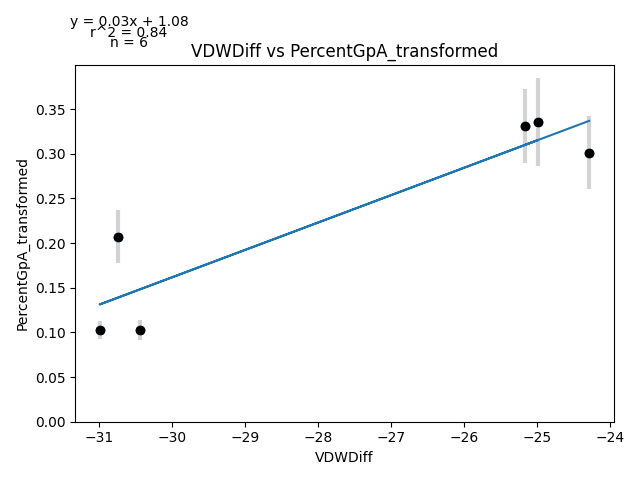 y = 0.03x + 1.08
r^2 = 0.84
n = 6
VDWDiff vs PercentGpA_transformed
PercentGpA_transformed
0.35
0.30
0.25
0.20
0.15
0.10
0.05
0.00
−31 −30 −29 −28 −27 −26 −25 −24
VDWDiff